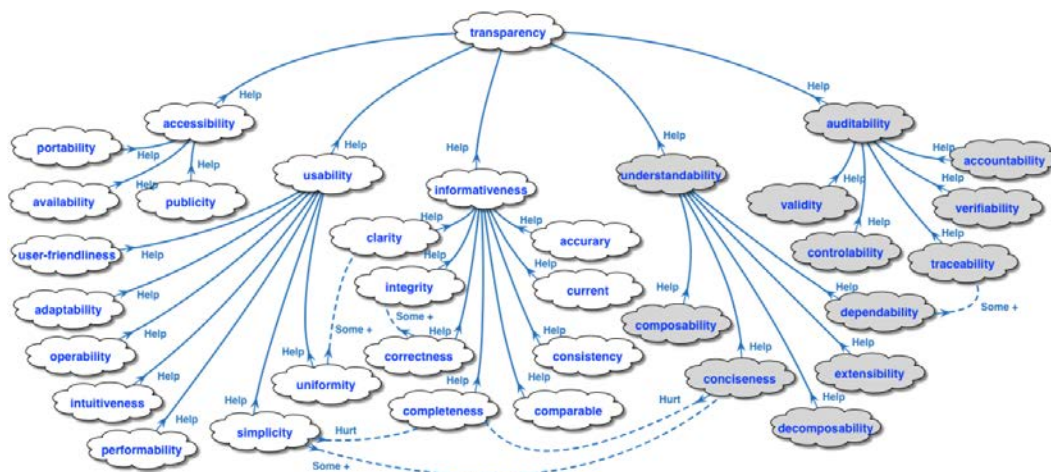 transparency
Help
Help
accessibility
auditability
portability
Help
Help
Help
Help
Help
accountability
Help
usability
informativeness
understandability
Help
availability
Help
Help
publicity
validity
Help
verifiability
clarity
Help
Help
accurary
user-friendliness
Help
controlability
Help
Help
traceability
integrity
Help
Help
current
adaptability
Help
Help
Help
Some +
dependability
composability
Some +
operability
Help
correctness
Help
Help
consistency
Help
extensibility
Help
Help
uniformity
conciseness
intuitiveness
Help
Help
Help
Help
completeness
comparable
Hurt
Help
performability
Help
simplicity
Hurt
decomposability
Some +